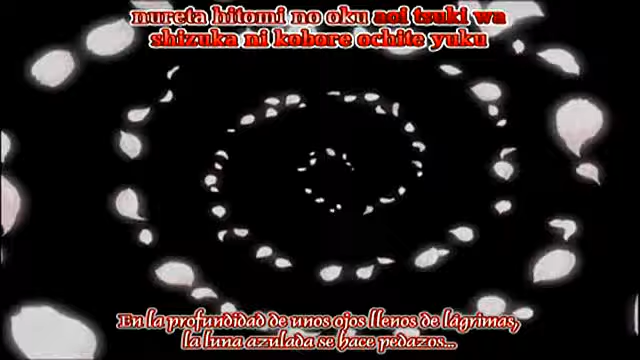 nureta hitomi no oku aoi tsuki wa
shizuka ni kobore ochite yuku
En la profundidad de unos ojos llenos de lágrimas,
la luna azulada se hace pedazos...